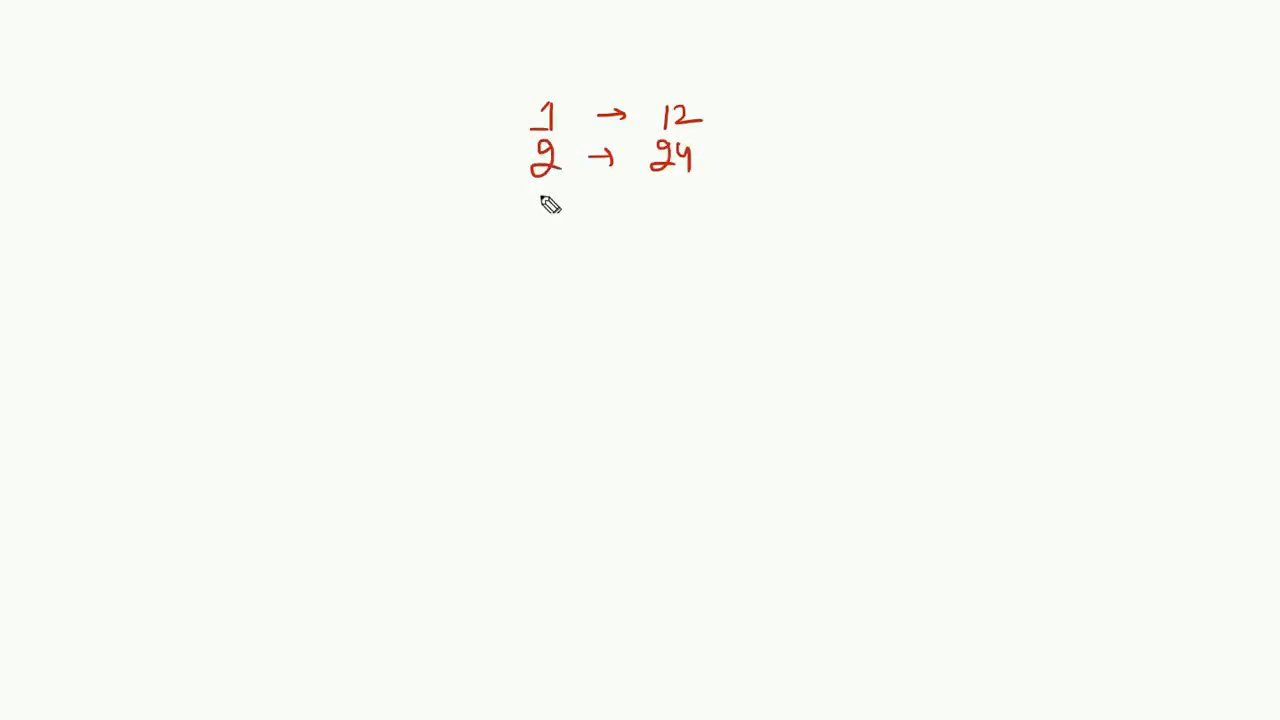 1 → 12
2 → 24